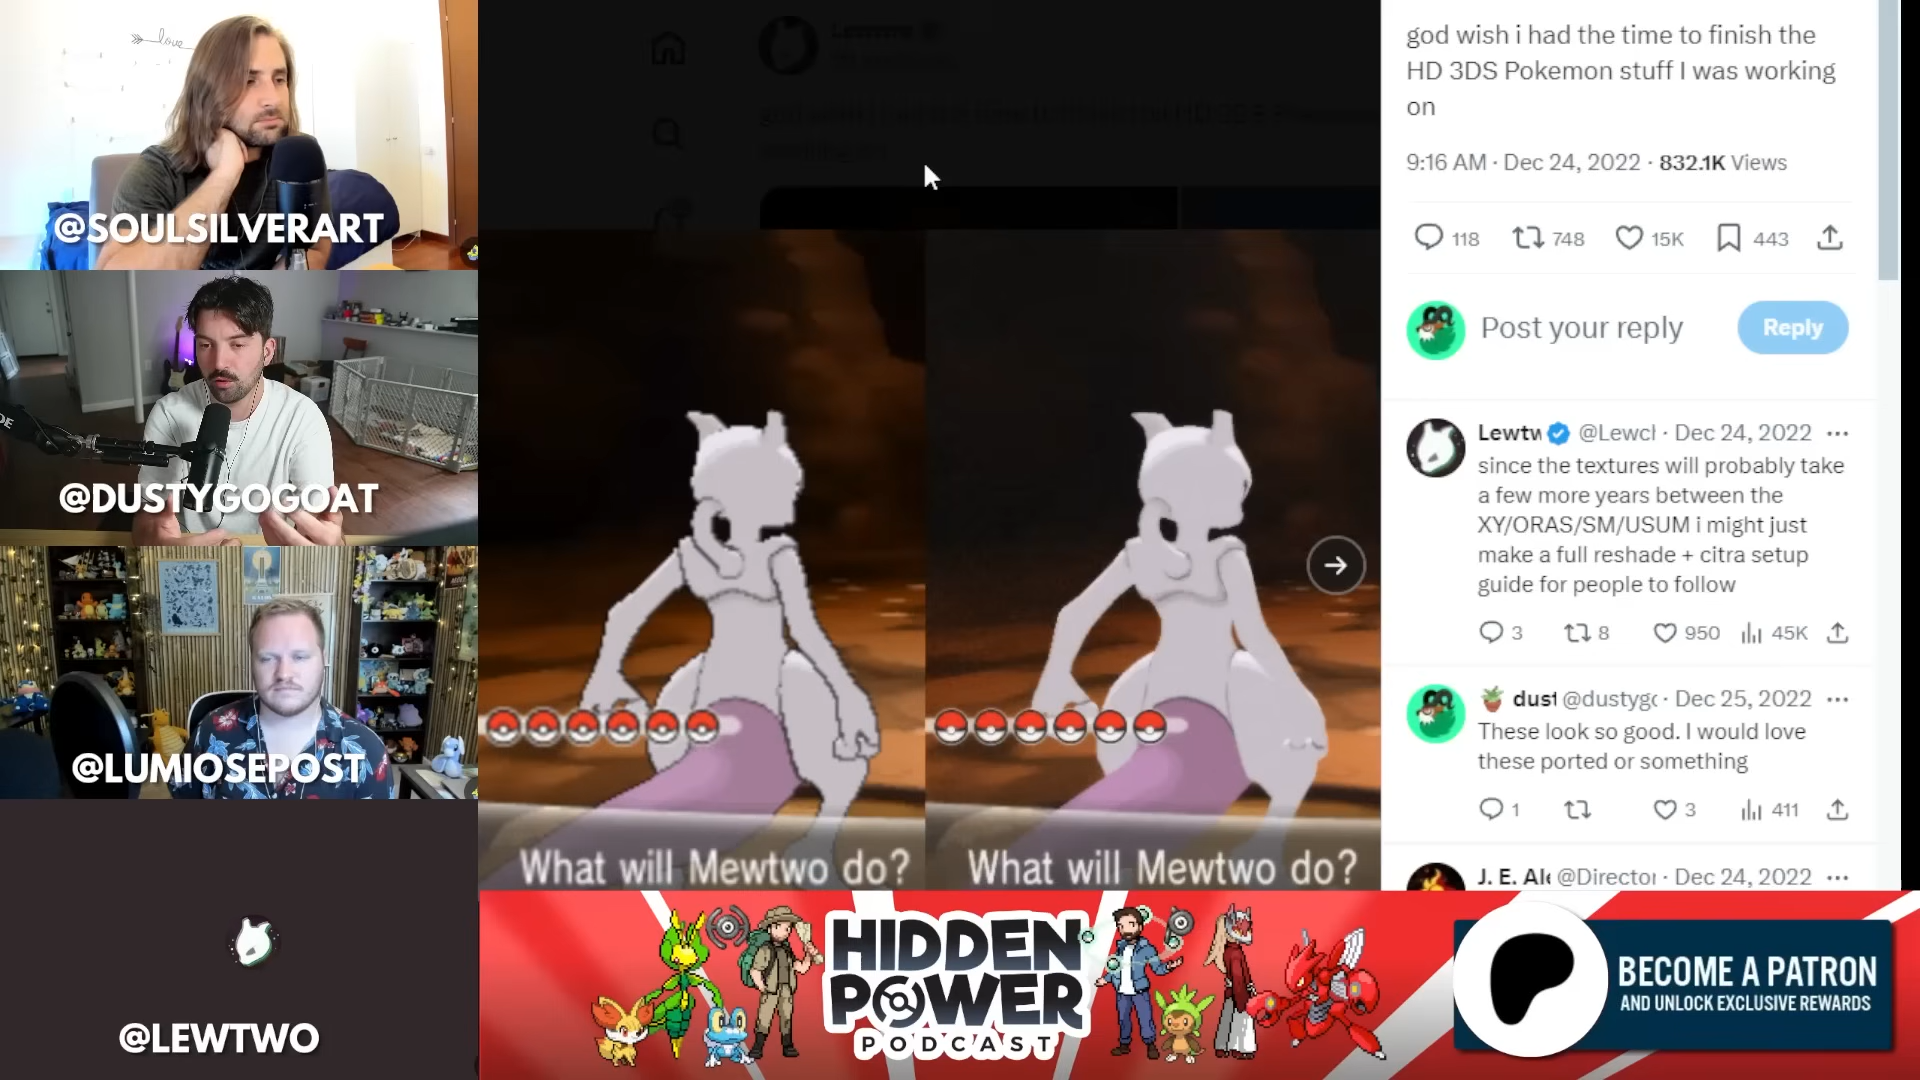 love
@SOULSILVERART
@DUSTYGOGOAT
@LUMIOSEPOST
@LEWTWO
What will Mewtwo do?
What will Mewtwo do?
god wish i had the time to finish the
HD 3DS Pokemon stuff I was working
on
9:16 AM · Dec 24, 2022 · 832.1K Views
118 748 15K 443
Post your reply
Reply
Lewtw @Lewcl · Dec 24, 2022 ···
since the textures will probably take
a few more years between the
XY/ORAS/SM/USUM i might just
make a full reshade + citra setup
guide for people to follow
3 8 950 45K
dust @dustygc · Dec 25, 2022 ···
These look so good. I would love
these ported or something
1 3 411
J. E. Ale @Director · Dec 24, 2022 ···
HIDDEN
POWER
PODCAST
BECOME A PATRON
AND UNLOCK EXCLUSIVE REWARDS